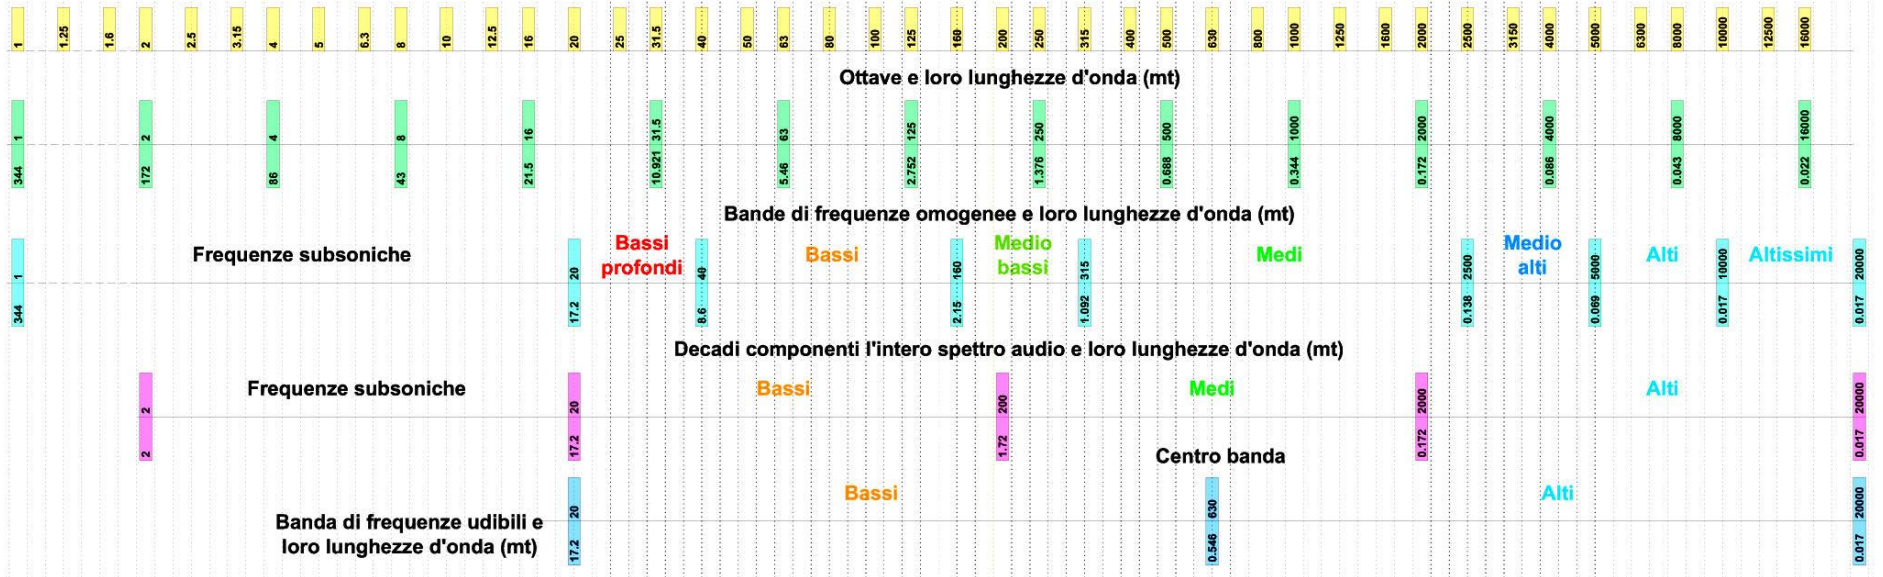 1 1.25 1.6 2 2.5 3.15 4 5 6.3 8 10 12.5 16 20 25 31.5 40 50 63 80 100 125 160 200 250 315 400 500 630 800 1000 1250 1600 2000 2500 3150 4000 5000 6300 8000 10000 12500 16000
Ottave e loro lunghezze d'onda (mt)
1 2 4 8 16 31.5 63 125 250 500 1000 2000 4000 8000 16000
344 172 86 43 21.5 10.921 5.46 2.752 1.376 0.688 0.344 0.172 0.086 0.043 0.022
Bande di frequenze omogenee e loro lunghezze d'onda (mt)
Frequenze subsoniche Bassi profondi Bassi Medio bassi Medi Medio alti Alti Altissimi
1 20 40 160 315 2500 5000 10000 20000
344 17.2 8.6 2.15 1.092 0.138 0.069 0.017 0.017
Decadi componenti l'intero spettro audio e loro lunghezze d'onda (mt)
Frequenze subsoniche Bassi Medi Alti
2 20 200 2000 20000
2 17.2 1.72 0.172 0.017
Centro banda
Bassi Alti
20 630 20000
Banda di frequenze udibili e
loro lunghezze d'onda (mt)
17.2 0.546 0.017